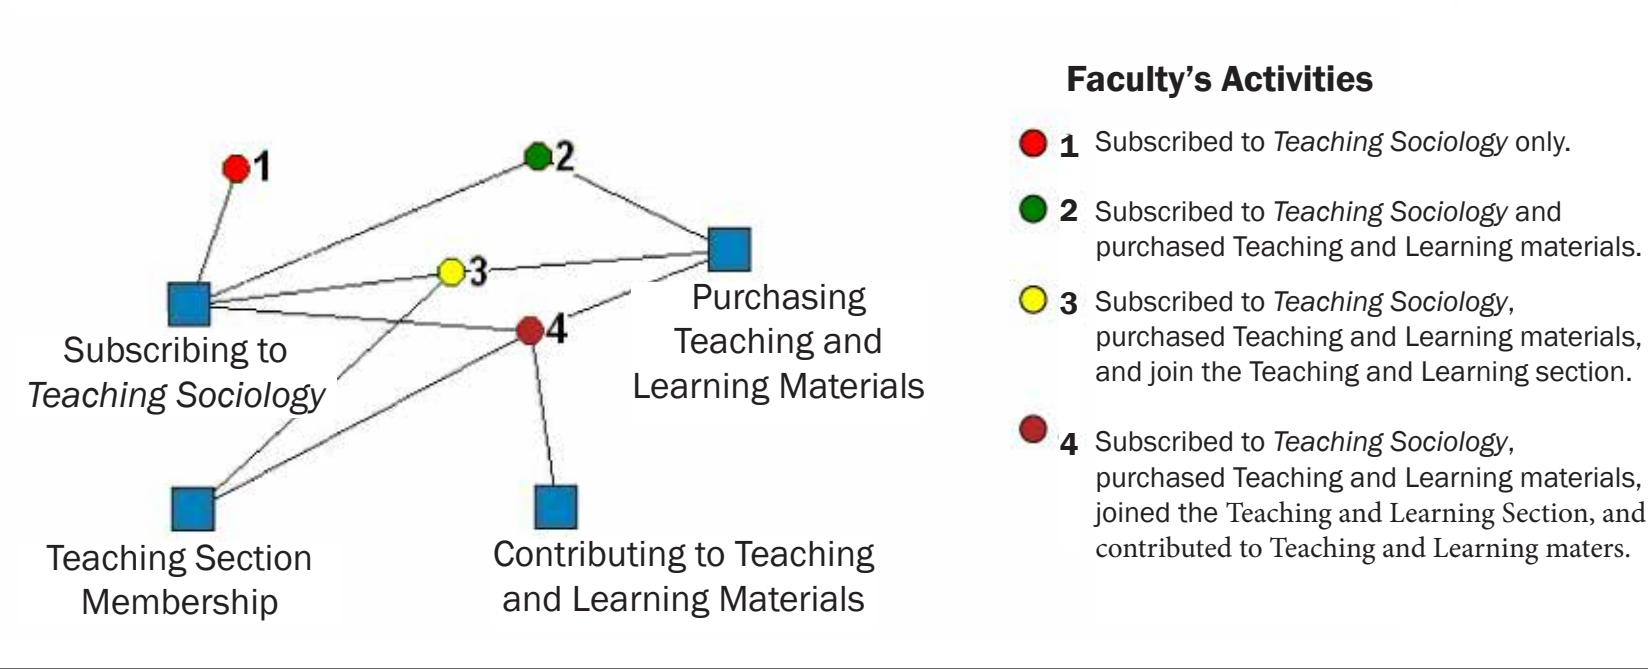 1
2
3
4
Subscribing to
Teaching Sociology
Purchasing
Teaching and
Learning Materials
Teaching Section
Membership
Contributing to Teaching
and Learning Materials
Faculty’s Activities
1 Subscribed to Teaching Sociology only.
2 Subscribed to Teaching Sociology and
purchased Teaching and Learning materials.
3 Subscribed to Teaching Sociology,
purchased Teaching and Learning materials,
and join the Teaching and Learning section.
4 Subscribed to Teaching Sociology,
purchased Teaching and Learning materials,
joined the Teaching and Learning Section, and
contributed to Teaching and Learning maters.